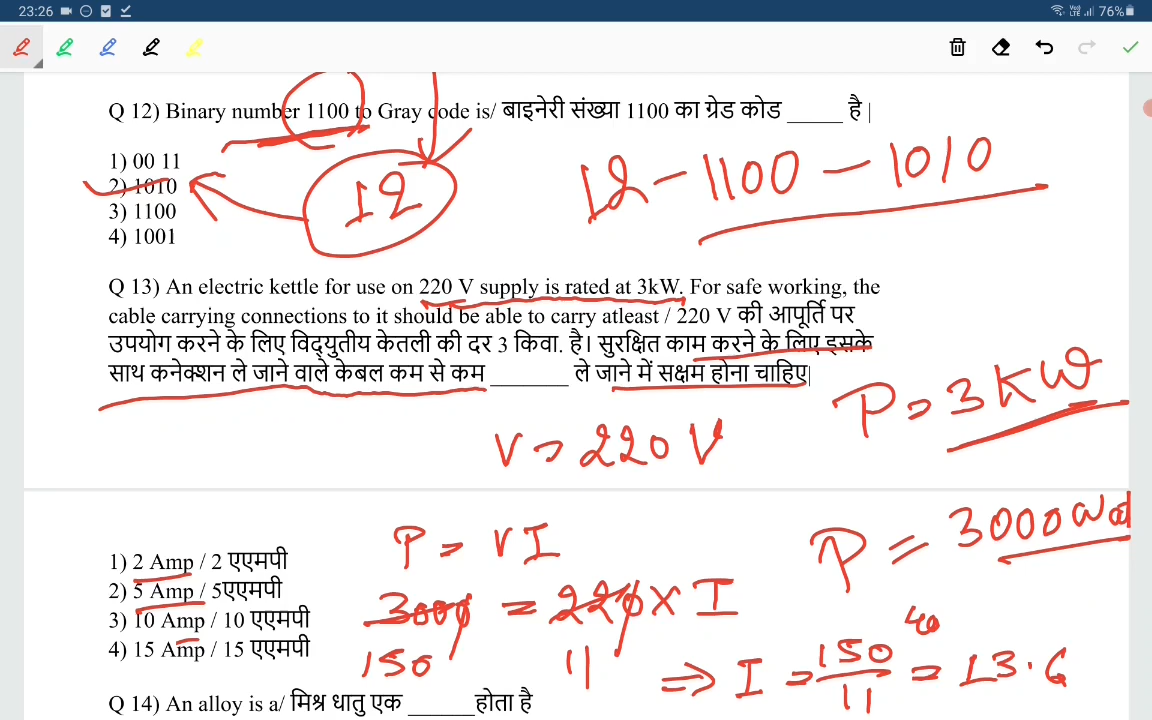 23:26 76%
Q 12) Binary number 1100 to Gray code is/ बाइनेरी संख्या 1100 का ग्रेड कोड ______ है |
1) 00 11
2) 1010
3) 1100
4) 1001
12
12 - 1100 - 1010
Q 13) An electric kettle for use on 220 V supply is rated at 3kW. For safe working, the
cable carrying connections to it should be able to carry atleast / 220 V की आपूर्ति पर
उपयोग करने के लिए विद्युतीय केतली की दर 3 किवा. है। सुरक्षित काम करने के लिए इसके
साथ कनेक्शन ले जाने वाले केबल कम से कम ________ ले जाने में सक्षम होना चाहिए|
P = 3KW
V = 220 V
P = 3000 Wat
1) 2 Amp / 2 एएमपी
2) 5 Amp / 5एएमपी
3) 10 Amp / 10 एएमपी
4) 15 Amp / 15 एएमपी
P = VI
3000 = 220 X I
150 11
⇒ I = 150/11 = 13.6
Q 14) An alloy is a/ मिश्र धातु एक ______होता है